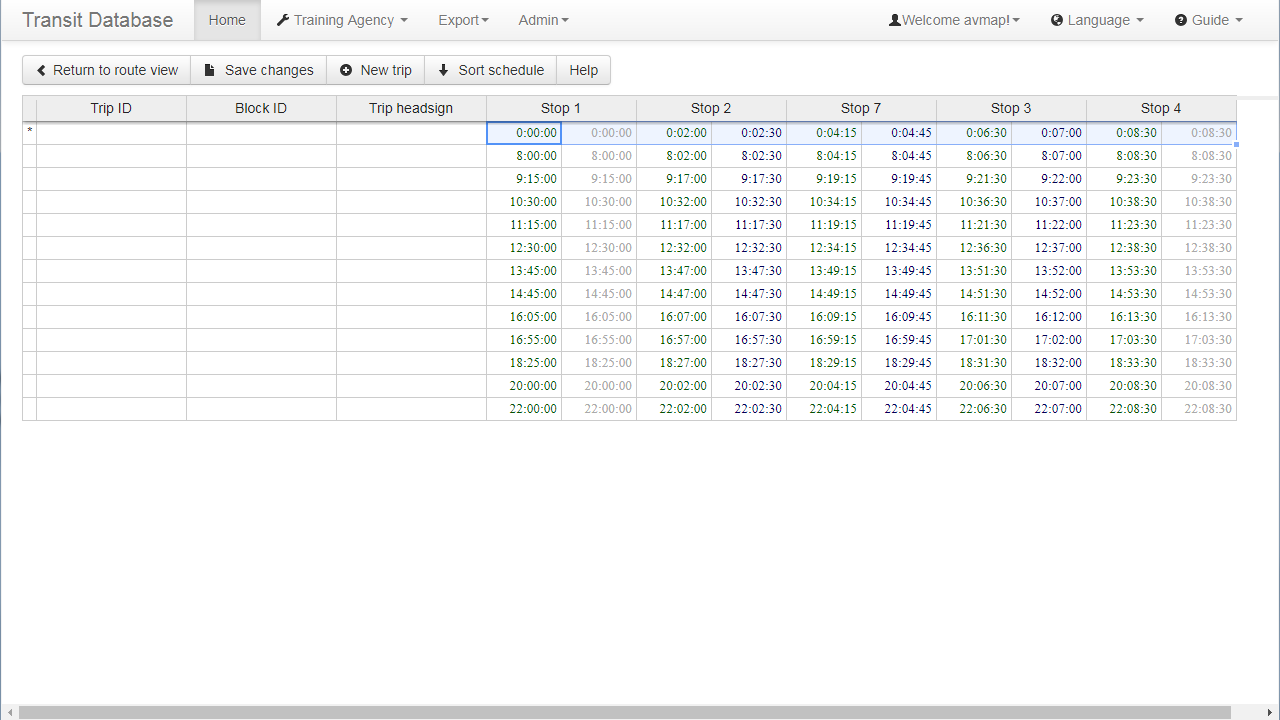 Transit Database Home Training Agency Export Admin Welcome avmap! Language Guide
Return to route view Save changes New trip Sort schedule Help
Trip ID Block ID Trip headsign Stop 1 Stop 2 Stop 7 Stop 3 Stop 4
* 0:00:00 0:00:00 0:02:00 0:02:30 0:04:15 0:04:45 0:06:30 0:07:00 0:08:30 0:08:30
8:00:00 8:00:00 8:02:00 8:02:30 8:04:15 8:04:45 8:06:30 8:07:00 8:08:30 8:08:30
9:15:00 9:15:00 9:17:00 9:17:30 9:19:15 9:19:45 9:21:30 9:22:00 9:23:30 9:23:30
10:30:00 10:30:00 10:32:00 10:32:30 10:34:15 10:34:45 10:36:30 10:37:00 10:38:30 10:38:30
11:15:00 11:15:00 11:17:00 11:17:30 11:19:15 11:19:45 11:21:30 11:22:00 11:23:30 11:23:30
12:30:00 12:30:00 12:32:00 12:32:30 12:34:15 12:34:45 12:36:30 12:37:00 12:38:30 12:38:30
13:45:00 13:45:00 13:47:00 13:47:30 13:49:15 13:49:45 13:51:30 13:52:00 13:53:30 13:53:30
14:45:00 14:45:00 14:47:00 14:47:30 14:49:15 14:49:45 14:51:30 14:52:00 14:53:30 14:53:30
16:05:00 16:05:00 16:07:00 16:07:30 16:09:15 16:09:45 16:11:30 16:12:00 16:13:30 16:13:30
16:55:00 16:55:00 16:57:00 16:57:30 16:59:15 16:59:45 17:01:30 17:02:00 17:03:30 17:03:30
18:25:00 18:25:00 18:27:00 18:27:30 18:29:15 18:29:45 18:31:30 18:32:00 18:33:30 18:33:30
20:00:00 20:00:00 20:02:00 20:02:30 20:04:15 20:04:45 20:06:30 20:07:00 20:08:30 20:08:30
22:00:00 22:00:00 22:02:00 22:02:30 22:04:15 22:04:45 22:06:30 22:07:00 22:08:30 22:08:30